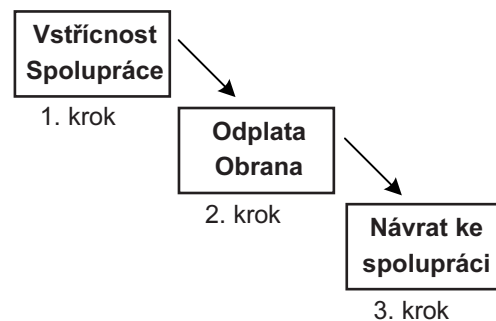 Vstřícnost
Spolupráce
1. krok
Odplata
Obrana
2. krok
Návrat ke
spolupráci
3. krok